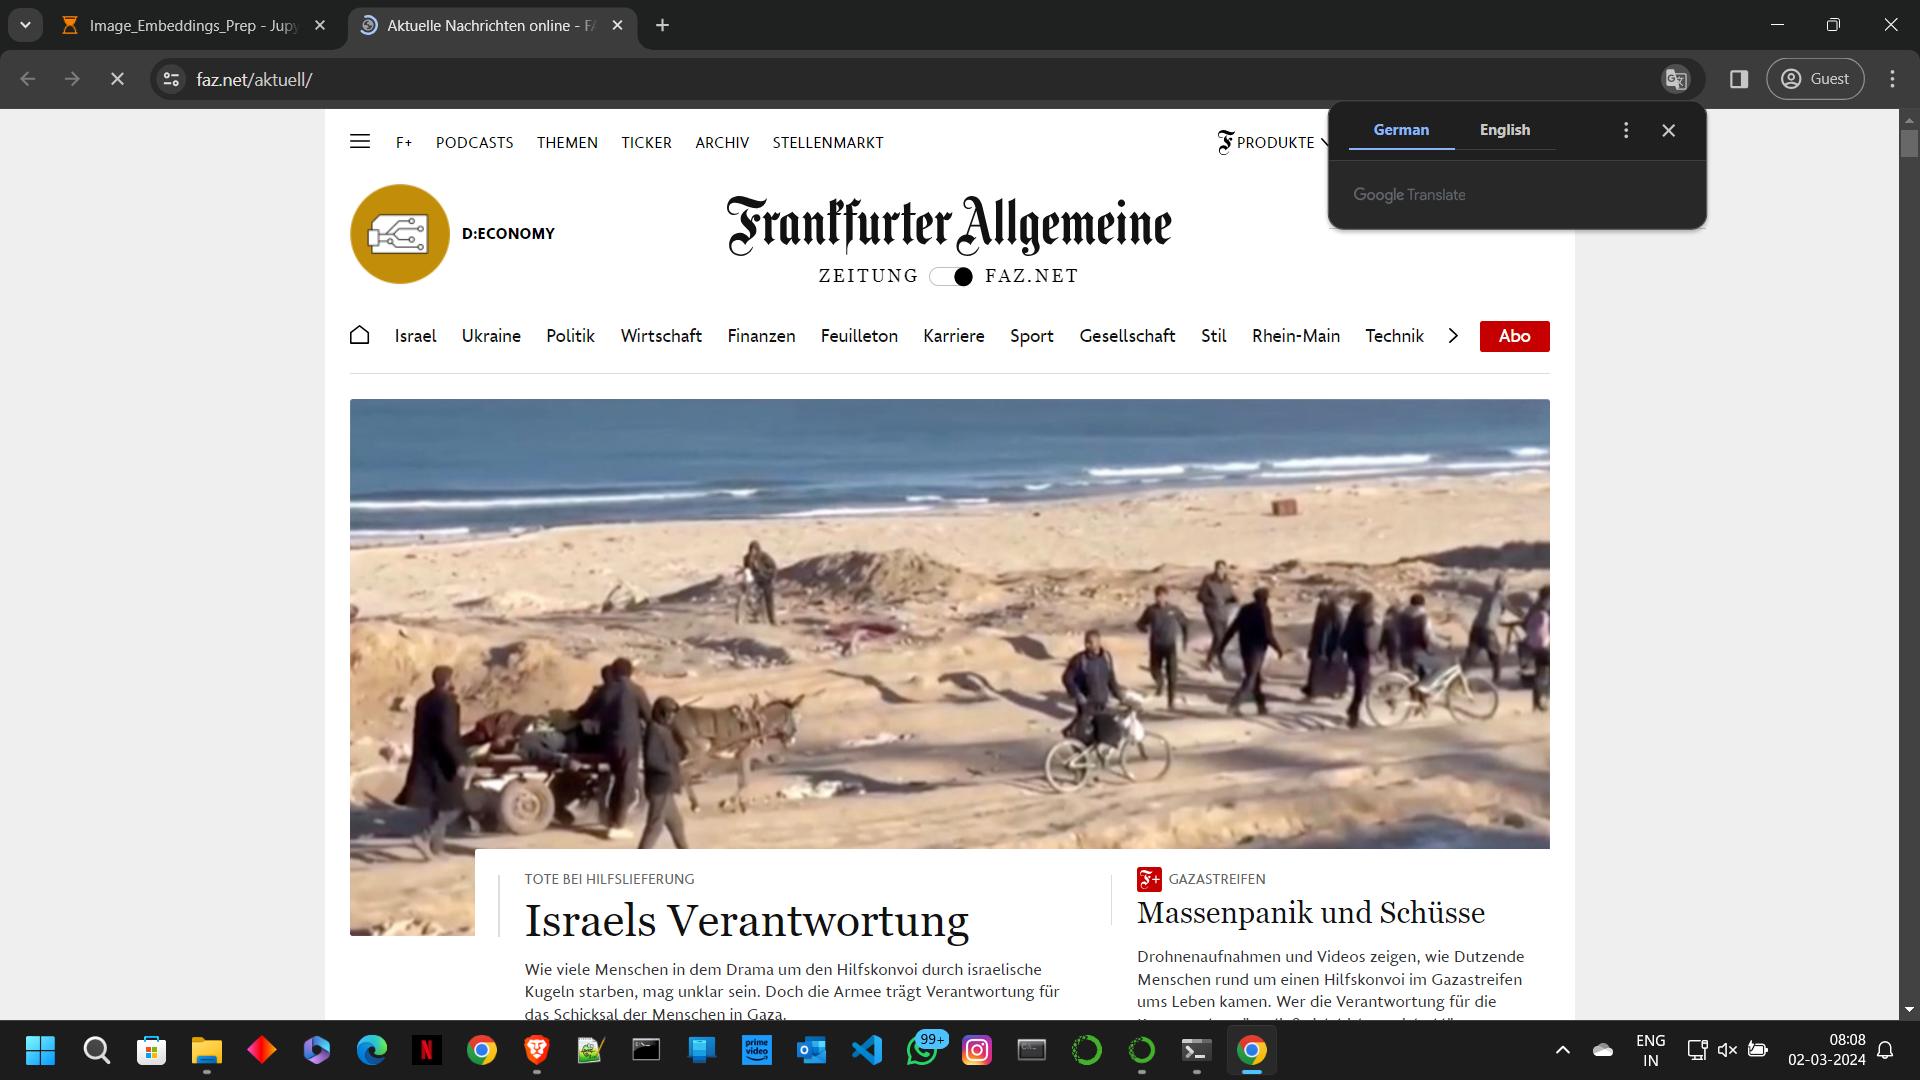 Image_Embeddings_Prep - Jupy
Aktuelle Nachrichten online - FA
faz.net/aktuell/
Guest
German English
Google Translate
F+ PODCASTS THEMEN TICKER ARCHIV STELLENMARKT
PRODUKTE
D:ECONOMY
Frankfurter Allgemeine
ZEITUNG FAZ.NET
Israel Ukraine Politik Wirtschaft Finanzen Feuilleton Karriere Sport Gesellschaft Stil Rhein-Main Technik Abo
TOTE BEI HILFSLIEFERUNG
Israels Verantwortung
Wie viele Menschen in dem Drama um den Hilfskonvoi durch israelische
Kugeln starben, mag unklar sein. Doch die Armee trägt Verantwortung für
das Schicksal der Menschen in Gaza.
F+ GAZASTREIFEN
Massenpanik und Schüsse
Drohnenaufnahmen und Videos zeigen, wie Dutzende
Menschen rund um einen Hilfskonvoi im Gazastreifen
ums Leben kamen. Wer die Verantwortung für die
prime video
99+
ENG
IN
08:08
02-03-2024